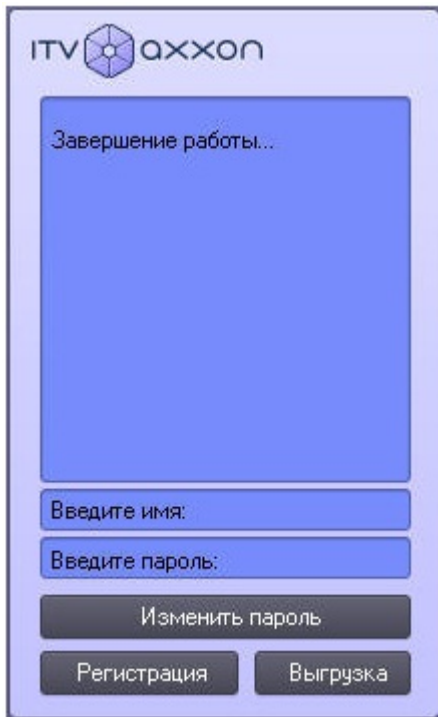 ITV axxon
Завершение работы...
Введите имя:
Введите пароль:
Изменить пароль
Регистрация Выгрузка